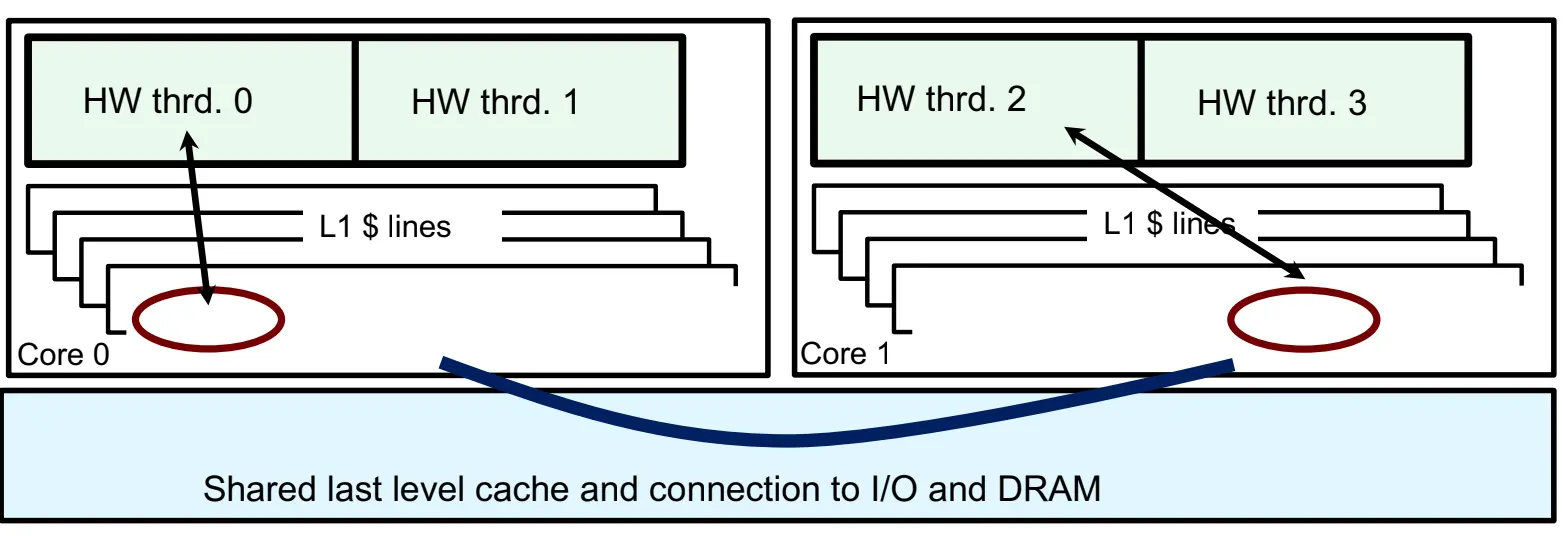 HW thrd. 0
HW thrd. 1
L1 $ lines
Core 0
HW thrd. 2
HW thrd. 3
L1 $ lines
Core 1
Shared last level cache and connection to I/O and DRAM